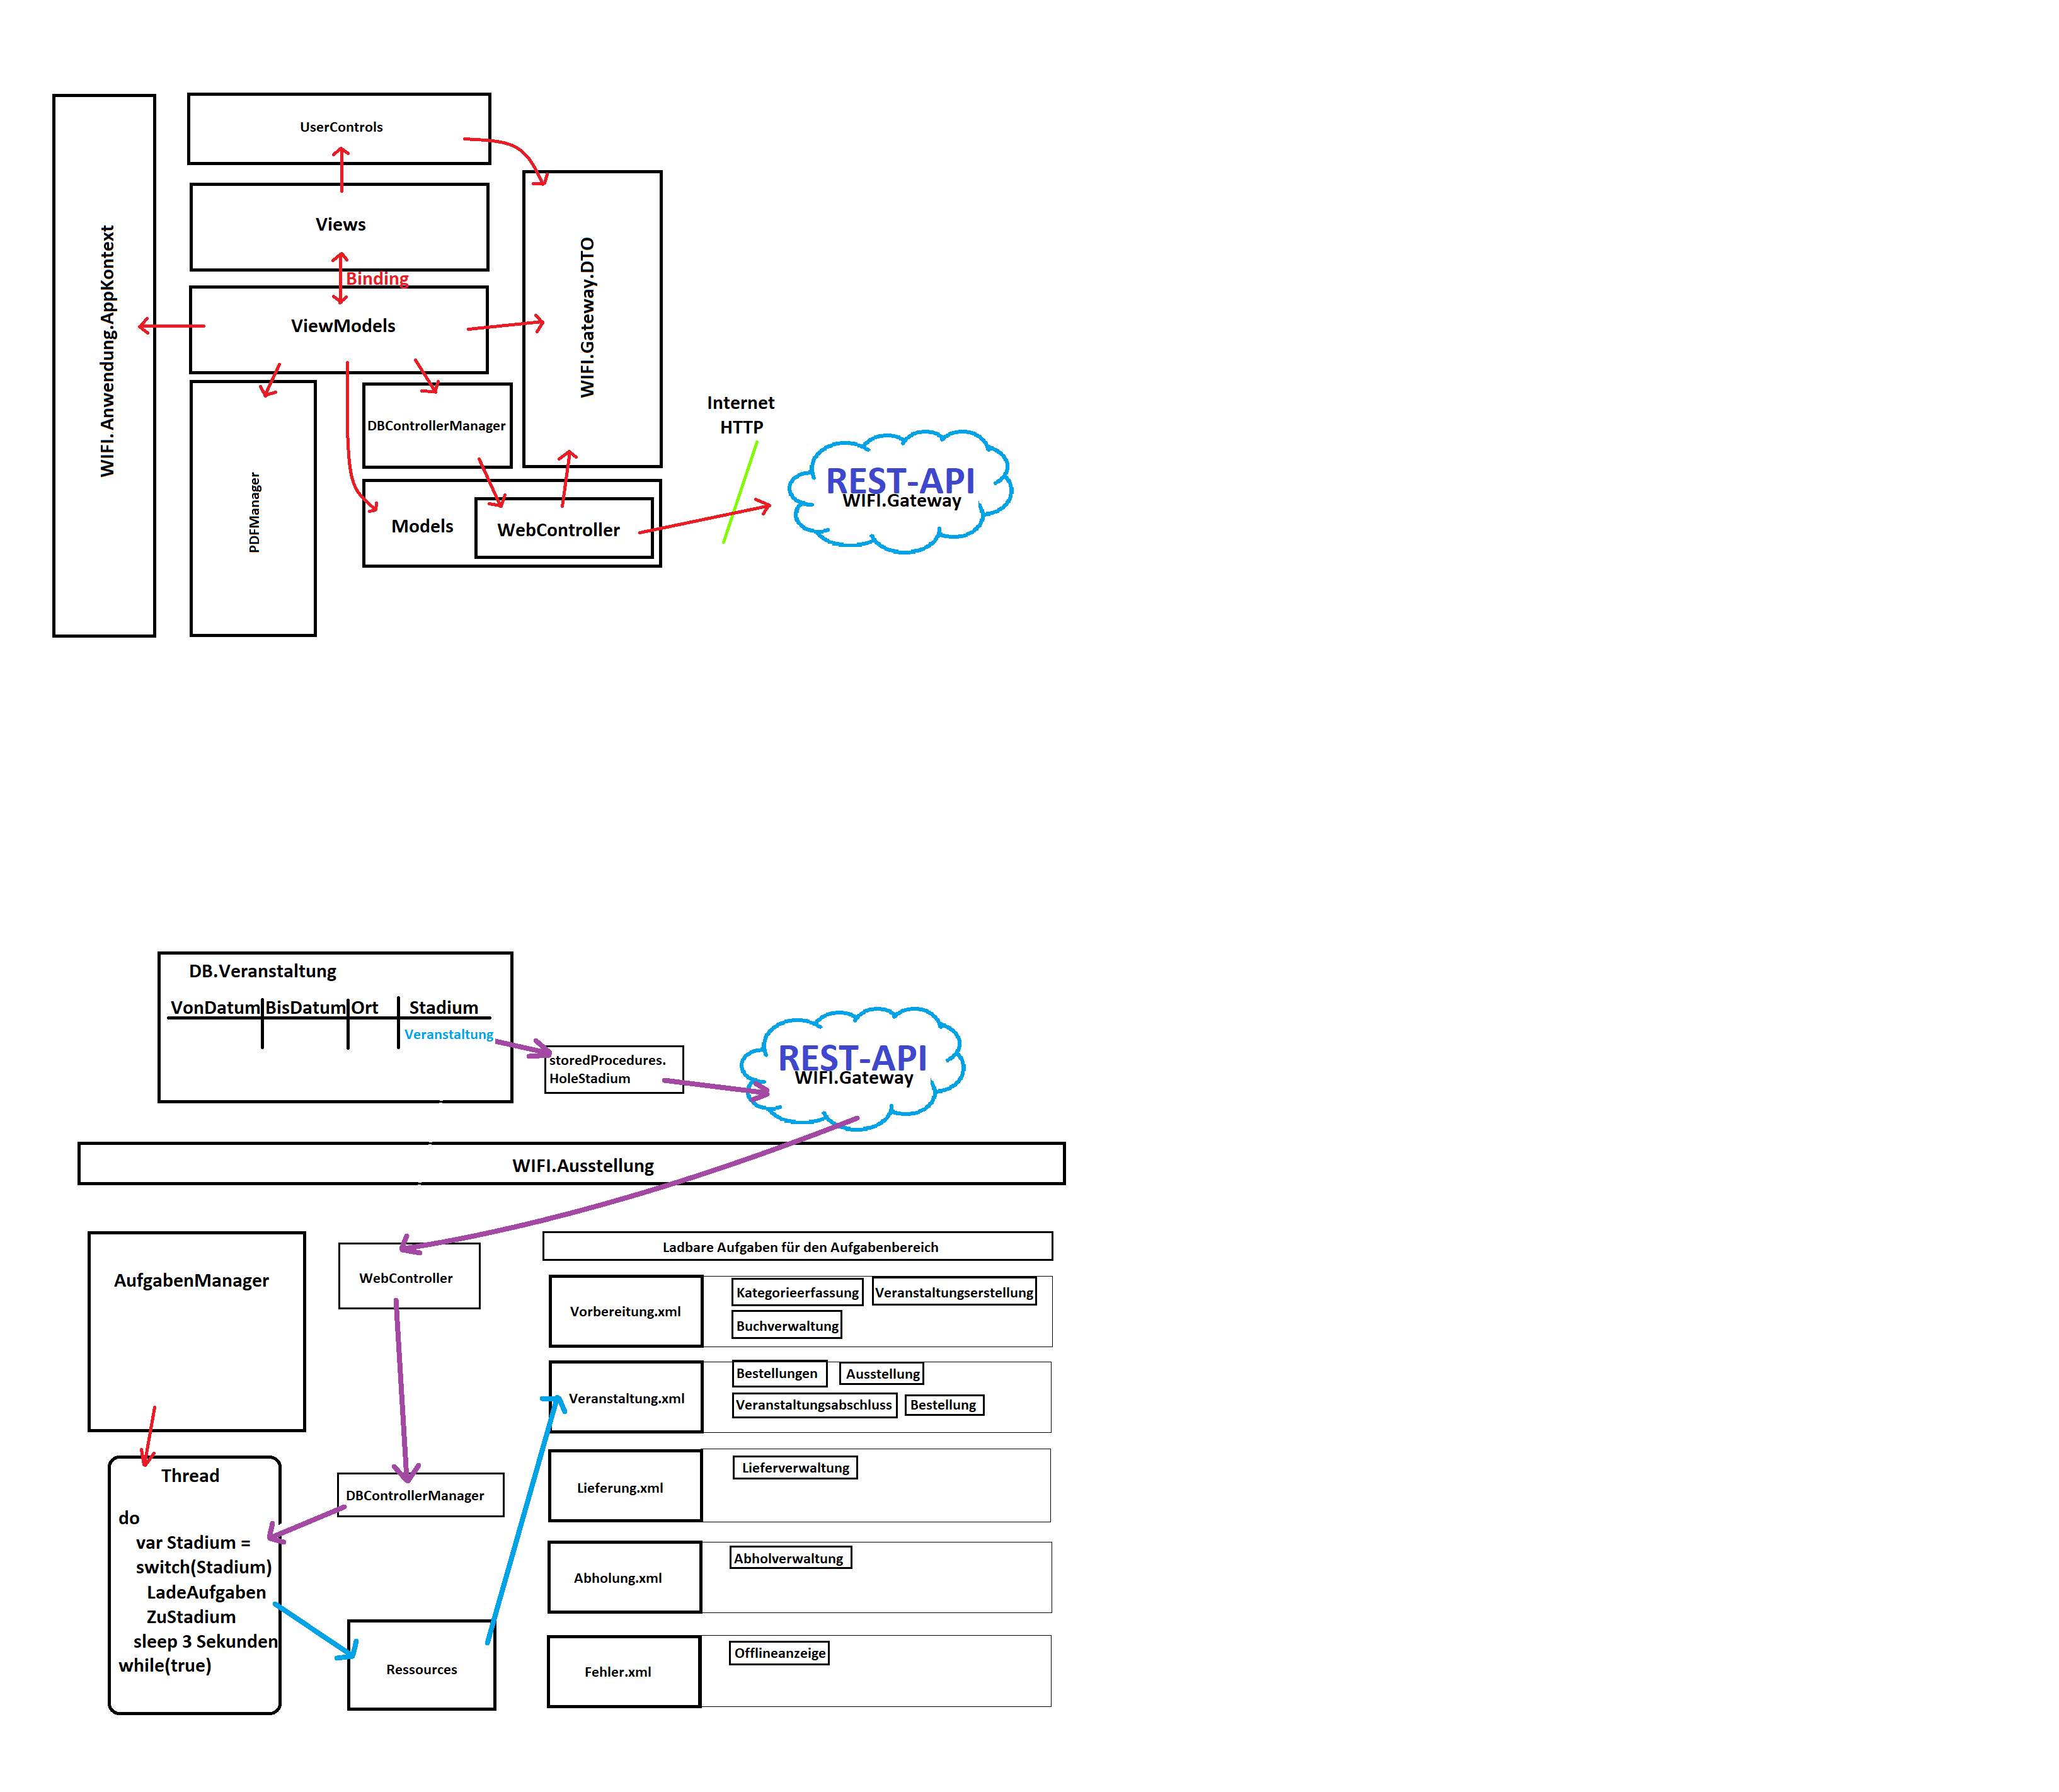 UserControls
Views
Binding
ViewModels
WIFI.Anwendung.AppKontext
WIFI.Gateway.DTO
DBControllerManager
PDFManager
Models
WebController
Internet
HTTP
REST-API
WIFI.Gateway
DB.Veranstaltung
VonDatum BisDatum Ort Stadium
Veranstaltung
storedProcedures.
HoleStadium
REST-API
WIFI.Gateway
WIFI.Ausstellung
AufgabenManager
WebController
Ladbare Aufgaben für den Aufgabenbereich
Vorbereitung.xml
Kategorieerfassung
Veranstaltungserstellung
Buchverwaltung
Veranstaltung.xml
Bestellungen
Ausstellung
Veranstaltungsabschluss
Bestellung
Thread
do
var Stadium =
switch(Stadium)
LadeAufgaben
ZuStadium
sleep 3 Sekunden
while(true)
DBControllerManager
Ressources
Lieferung.xml
Lieferverwaltung
Abholung.xml
Abholverwaltung
Fehler.xml
Offlineanzeige